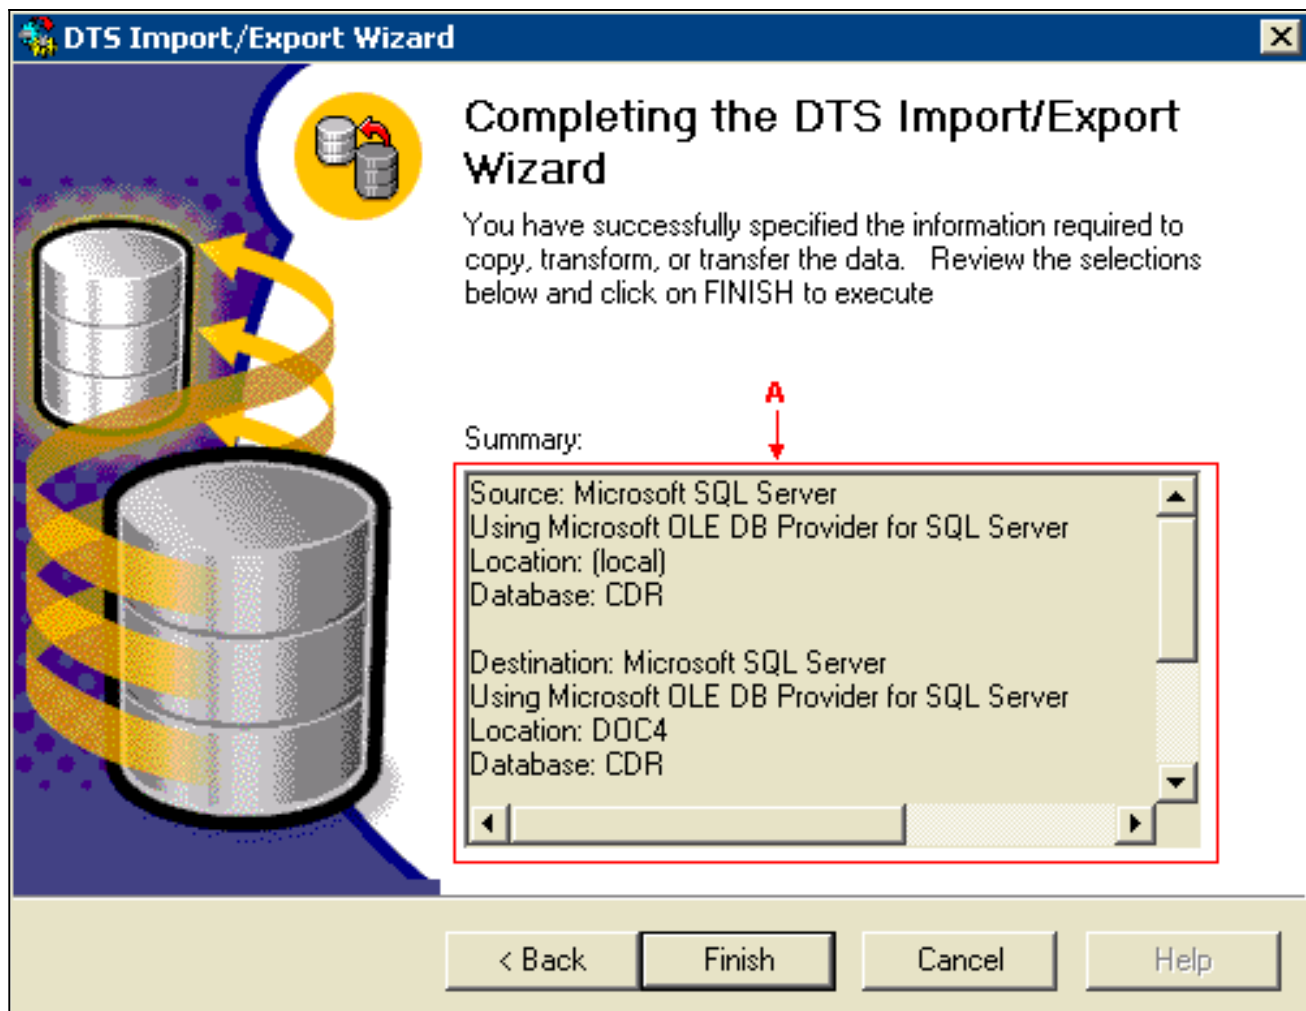 DTS Import/Export Wizard
Completing the DTS Import/Export
Wizard
You have successfully specified the information required to
copy, transform, or transfer the data.   Review the selections
below and click on FINISH to execute
A
Summary:
Source: Microsoft SQL Server
Using Microsoft OLE DB Provider for SQL Server
Location: (local)
Database: CDR
Destination: Microsoft SQL Server
Using Microsoft OLE DB Provider for SQL Server
Location: DOC4
Database: CDR
< Back Finish Cancel Help